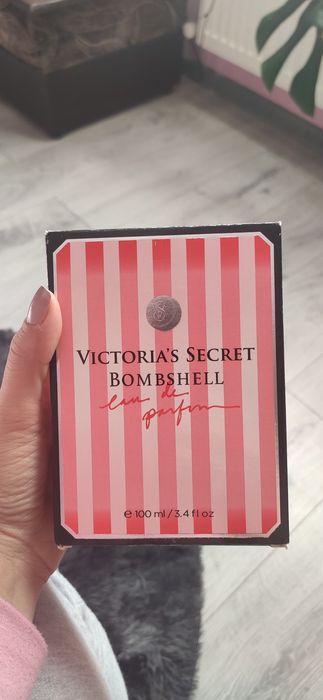 VICTORIA'S SECRET
BOMBSHELL
eau de
parfum
e 100 ml / 3.4 fl oz